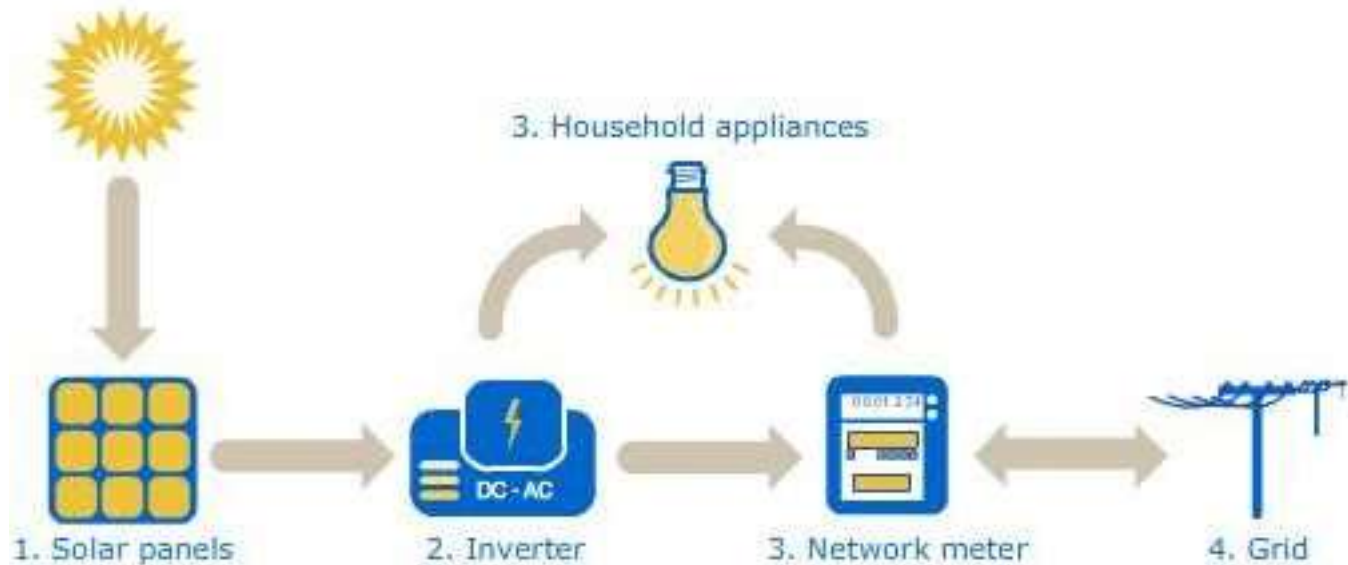 3. Household appliances
DC - AC
1. Solar panels
2. Inverter
3. Network meter
4. Grid